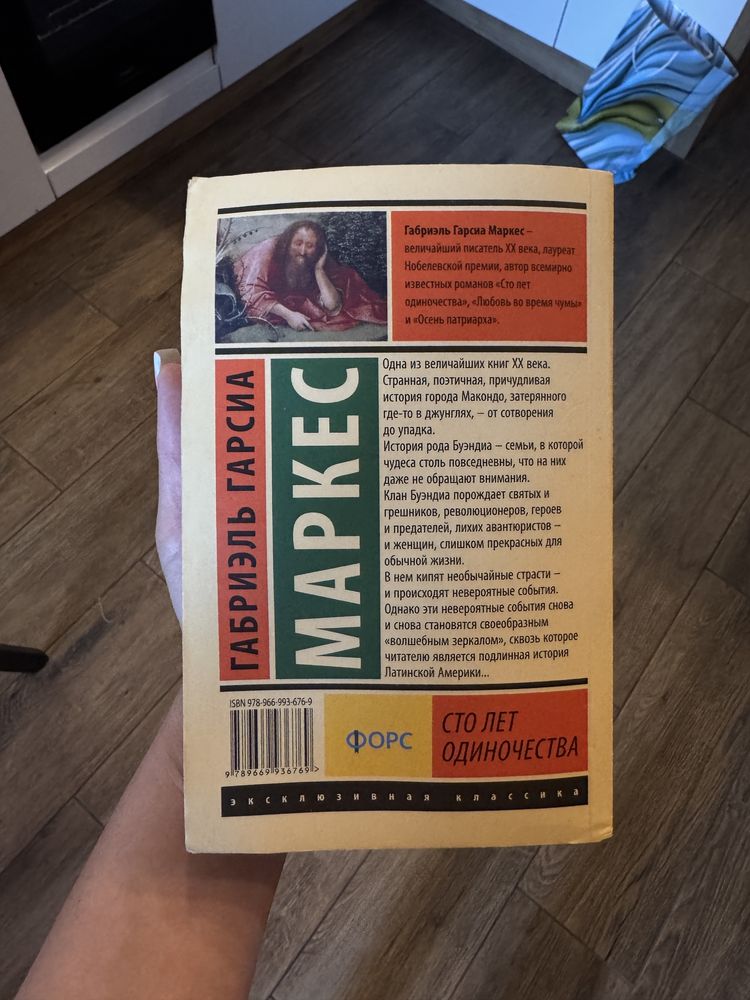 Габриэль Гарсиа Маркес –
величайший писатель XX века, лауреат
Нобелевской премии, автор всемирно
известных романов «Сто лет
одиночества», «Любовь во время чумы»
и «Осень патриарха».
ГАБРИЭЛЬ ГАРСИА
МАРКЕС
Одна из величайших книг XX века.
Странная, поэтичная, причудливая
история города Макондо, затерянного
где-то в джунглях, – от сотворения
до упадка.
История рода Буэндиа – семьи, в которой
чудеса столь повседневны, что на них
даже не обращают внимания.
Клан Буэндиа порождает святых и
грешников, революционеров, героев
и предателей, лихих авантюристов –
и женщин, слишком прекрасных для
обычной жизни.
В нем кипят необычайные страсти –
и происходят невероятные события.
Однако эти невероятные события снова
и снова становятся своеобразным
«волшебным зеркалом», сквозь которое
читателю является подлинная история
Латинской Америки...
ISBN 978-966-993-676-9
9 789669 936769 >
ФОРС
СТО ЛЕТ
ОДИНОЧЕСТВА
эксклюзивная классика